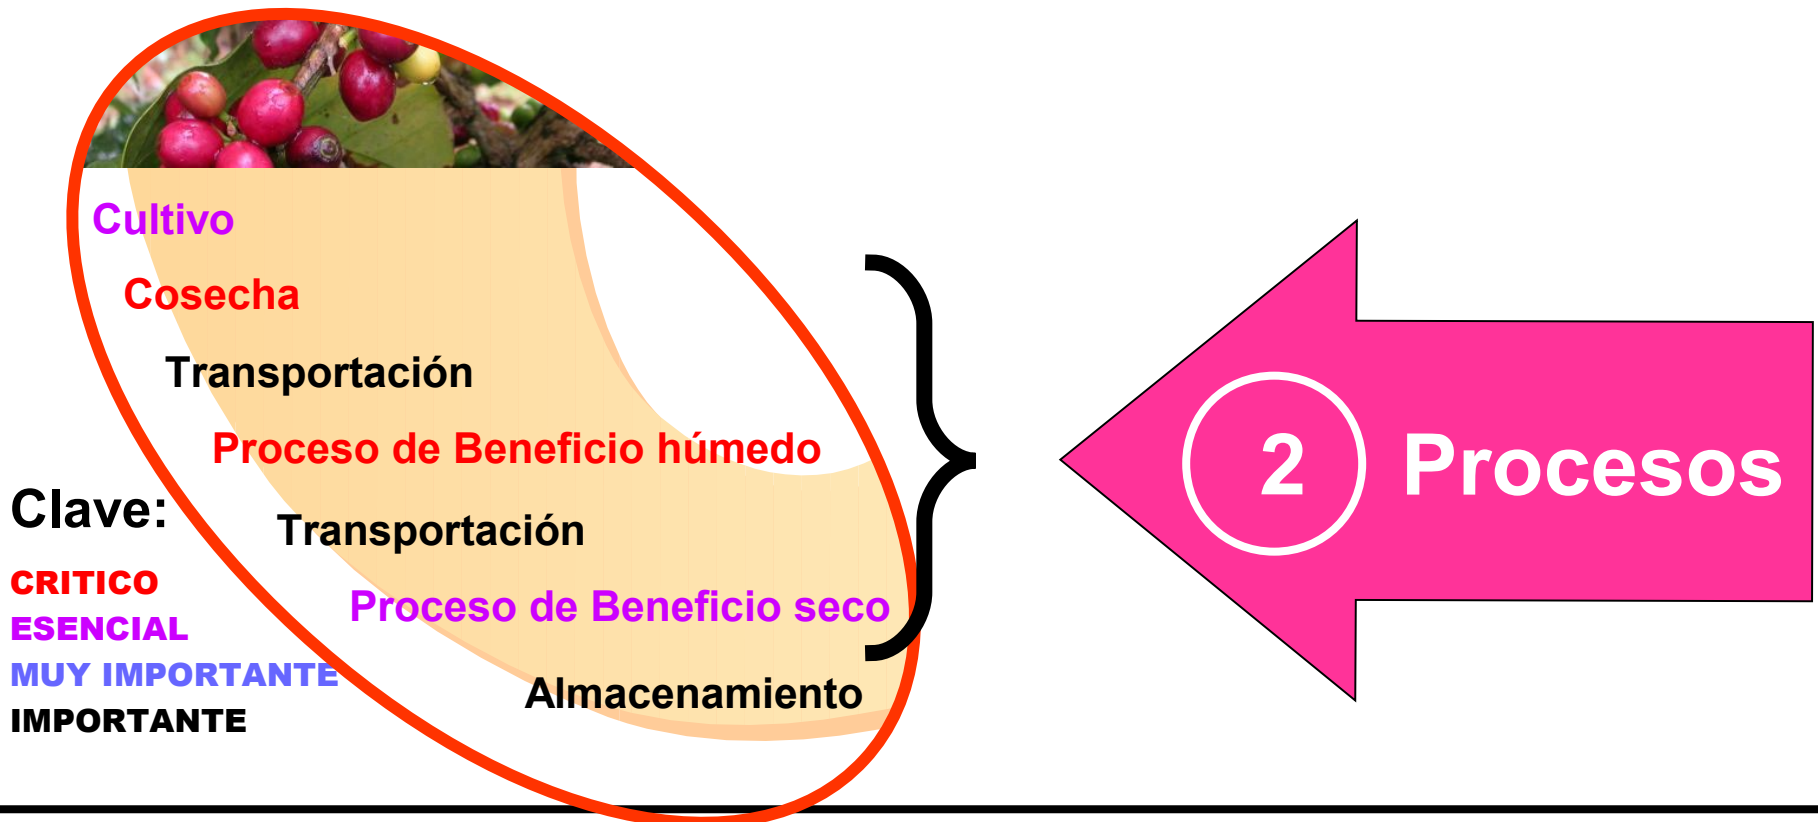 Cultivo
Cosecha
Transportación
Proceso de Beneficio húmedo
Transportación
Proceso de Beneficio seco
Almacenamiento
Clave:
CRITICO
ESENCIAL
MUY IMPORTANTE
IMPORTANTE
2 Procesos